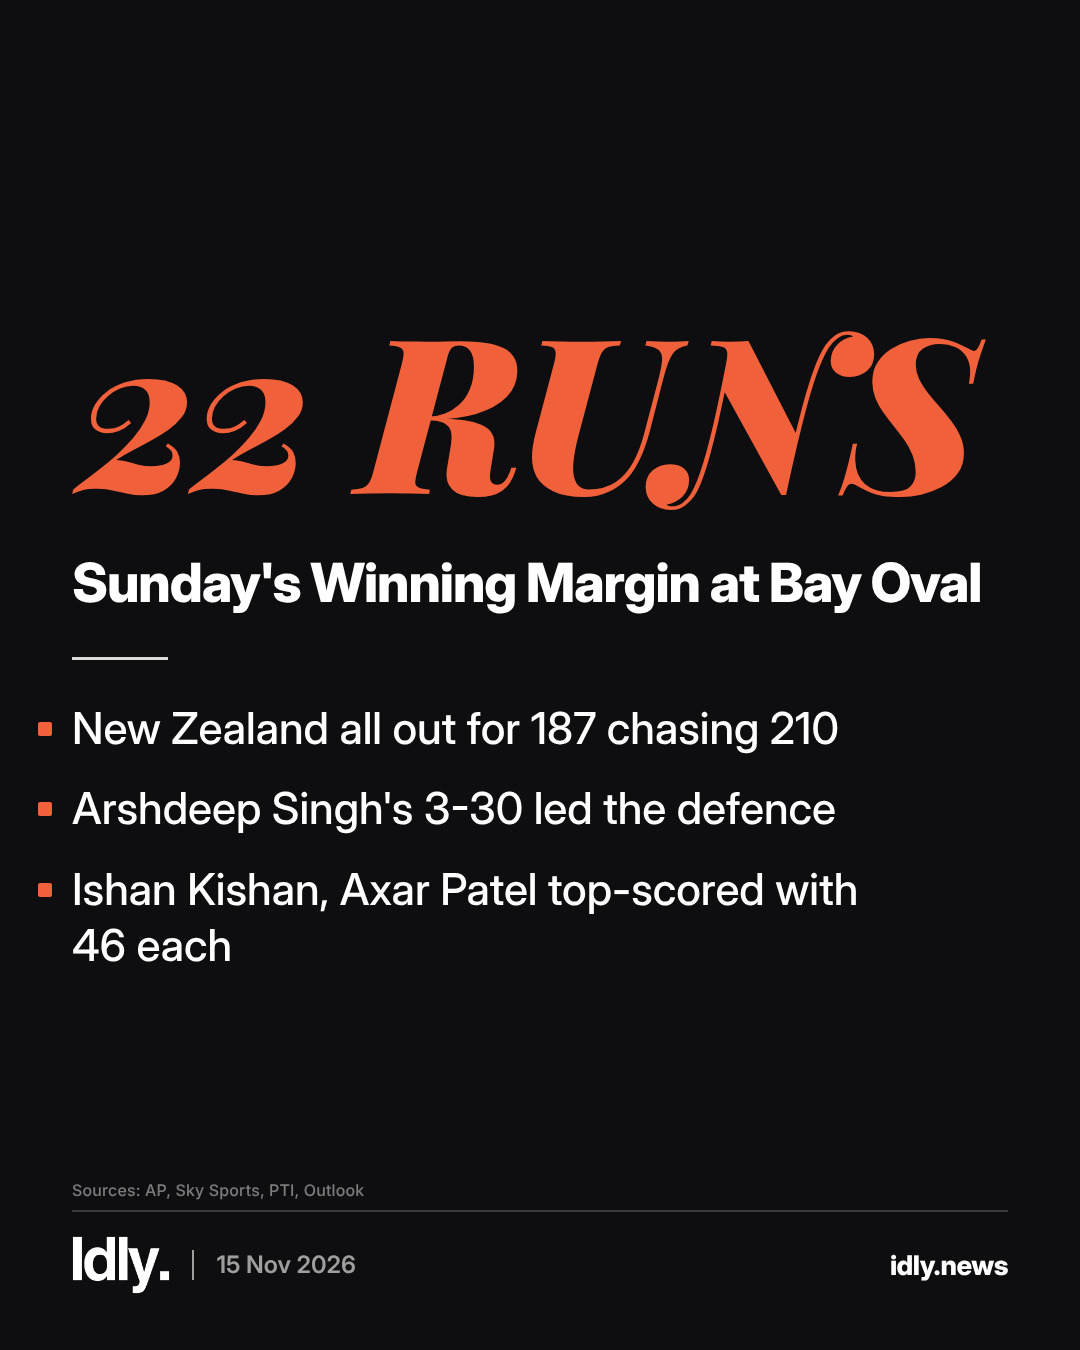 22 RUNS
Sunday's Winning Margin at Bay Oval
New Zealand all out for 187 chasing 210
Arshdeep Singh's 3-30 led the defence
Ishan Kishan, Axar Patel top-scored with
46 each
Sources: AP, Sky Sports, PTI, Outlook
Idly. | 15 Nov 2026
idly.news